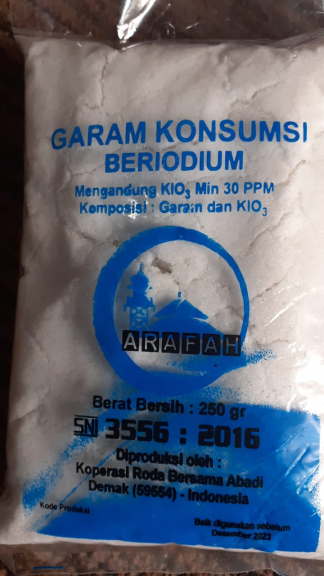 GARAM KONSUMSI
BERIODIUM
Mengandung KIO₃ Min 30 PPM
Komposisi : Garam dan KIO₃
ARAFAH
Berat Bersih : 250 gr
SNI 3556 : 2016
Diproduksi oleh :
Koperasi Roda Bersama Abadi
Demak (59554) - Indonesia
Kode Produksi
Baik digunakan sebelum
Desember 2023